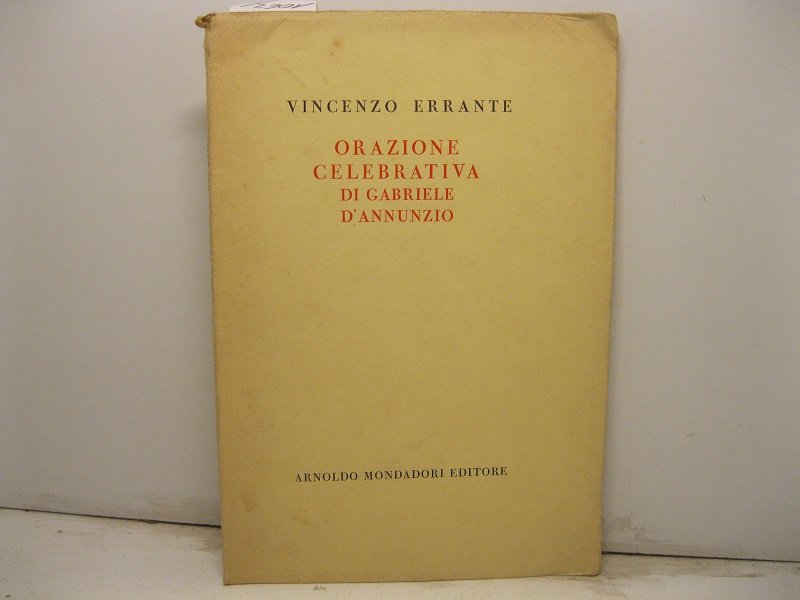 VINCENZO ERRANTE
ORAZIONE
CELEBRATIVA
DI GABRIELE
D'ANNUNZIO
ARNOLDO MONDADORI EDITORE